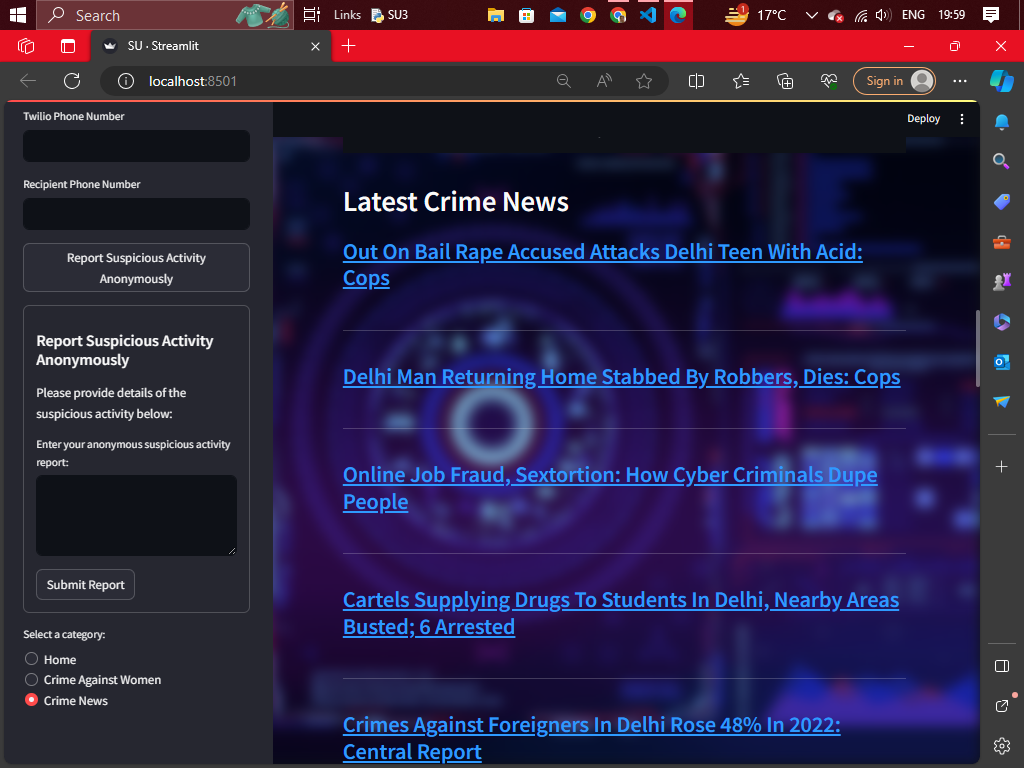 Search
Links
SU3
1
17°C
ENG
19:59
SU · Streamlit
localhost:8501
A
Sign in
Twilio Phone Number
Recipient Phone Number
Report Suspicious Activity
Anonymously
Report Suspicious Activity
Anonymously
Please provide details of the
suspicious activity below:
Enter your anonymous suspicious activity
report:
Submit Report
Select a category:
Home
Crime Against Women
Crime News
Deploy
Latest Crime News
Out On Bail Rape Accused Attacks Delhi Teen With Acid:
Cops
Delhi Man Returning Home Stabbed By Robbers, Dies: Cops
Online Job Fraud, Sextortion: How Cyber Criminals Dupe
People
Cartels Supplying Drugs To Students In Delhi, Nearby Areas
Busted; 6 Arrested
Crimes Against Foreigners In Delhi Rose 48% In 2022:
Central Report